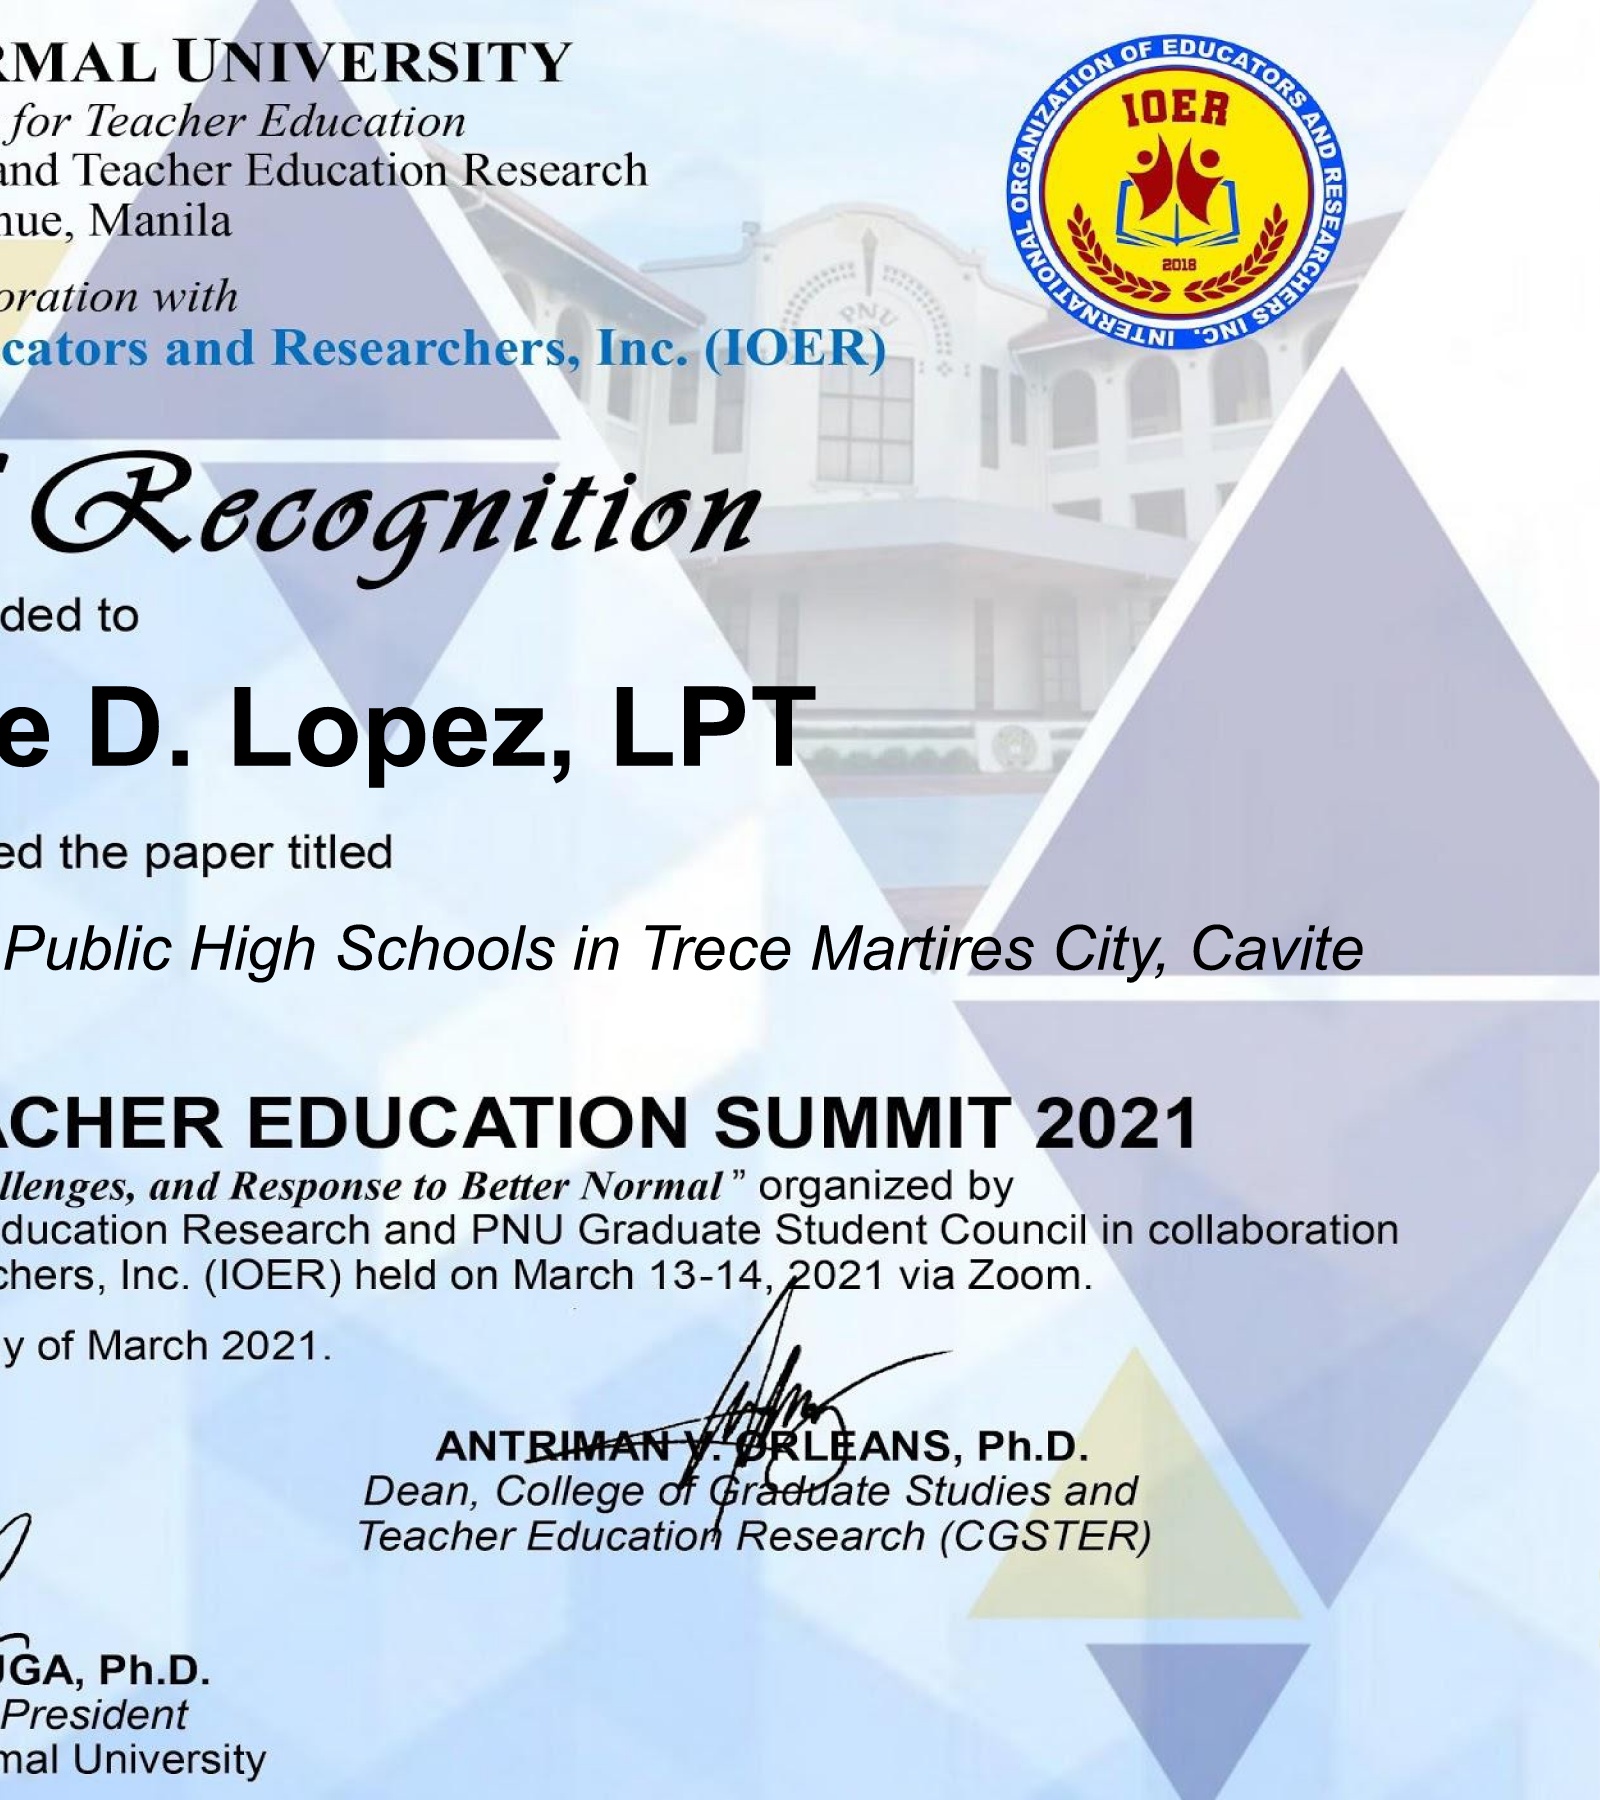 RMAL UNIVERSITY
for Teacher Education
and Teacher Education Research
nue, Manila
oration with
cators and Researchers, Inc. (IOER)
INTERNATIONAL ORGANIZATION OF EDUCATORS AND RESEARCHERS INC.
IOER
2018
PNU
Recognition
ded to
e D. Lopez, LPT
ed the paper titled
Public High Schools in Trece Martires City, Cavite
ACHER EDUCATION SUMMIT 2021
llenges, and Response to Better Normal ” organized by
ducation Research and PNU Graduate Student Council in collaboration
chers, Inc. (IOER) held on March 13-14, 2021 via Zoom.
y of March 2021.
ANTRIMAN V. ORLEANS, Ph.D.
Dean, College of Graduate Studies and
Teacher Education Research (CGSTER)
UGA, Ph.D.
President
mal University